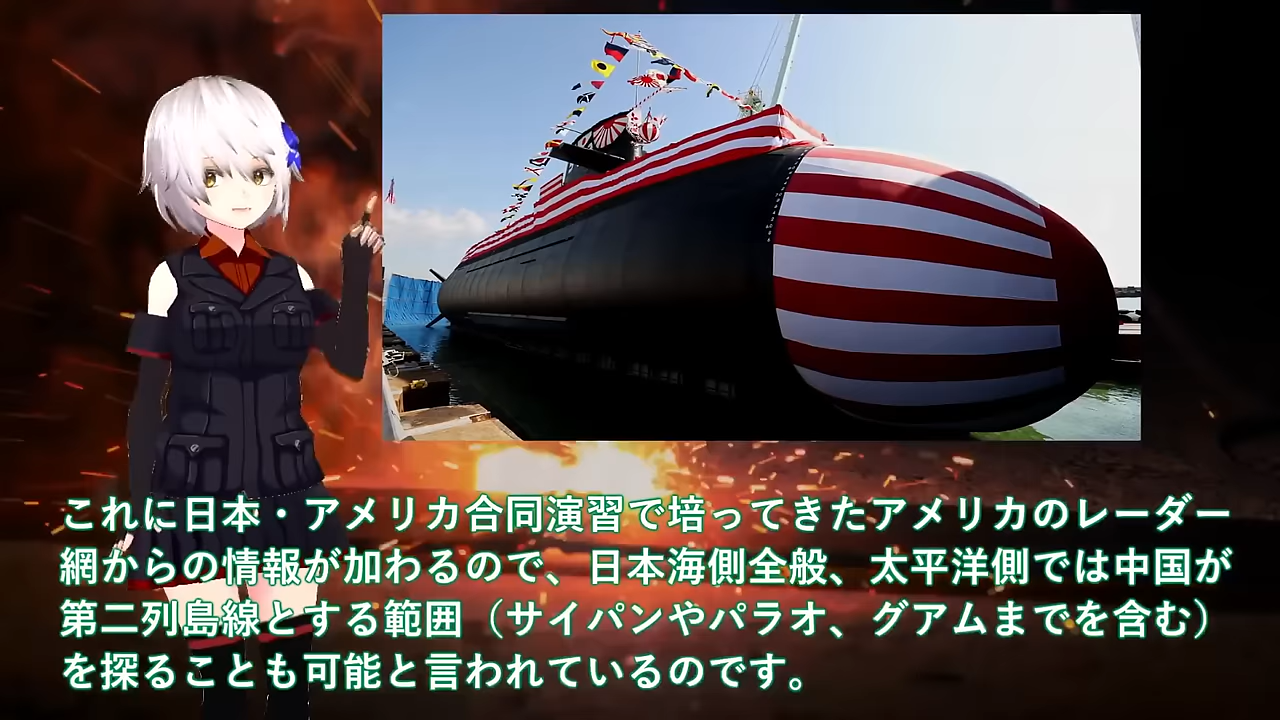 これに日本・アメリカ合同演習で培ってきたアメリカのレーダー
網からの情報が加わるので、日本海側全般、太平洋側では中国が
第二列島線とする範囲（サイパンやパラオ、グアムまでを含む）
を探ることも可能と言われているのです。